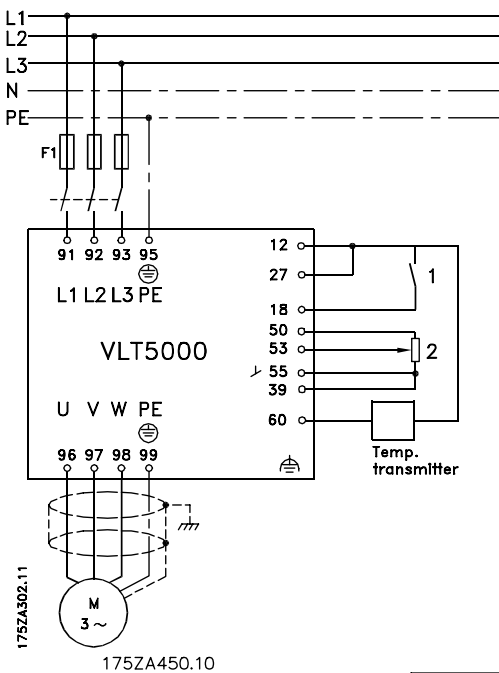 L1
L2
L3
N
PE
F1
91 92 93 95
L1 L2 L3 PE
12
27
18
1
50
53
2
55
39
60
VLT5000
U V W PE
96 97 98 99
Temp.
transmitter
M
3 ~
175ZA302.11
175ZA450.10